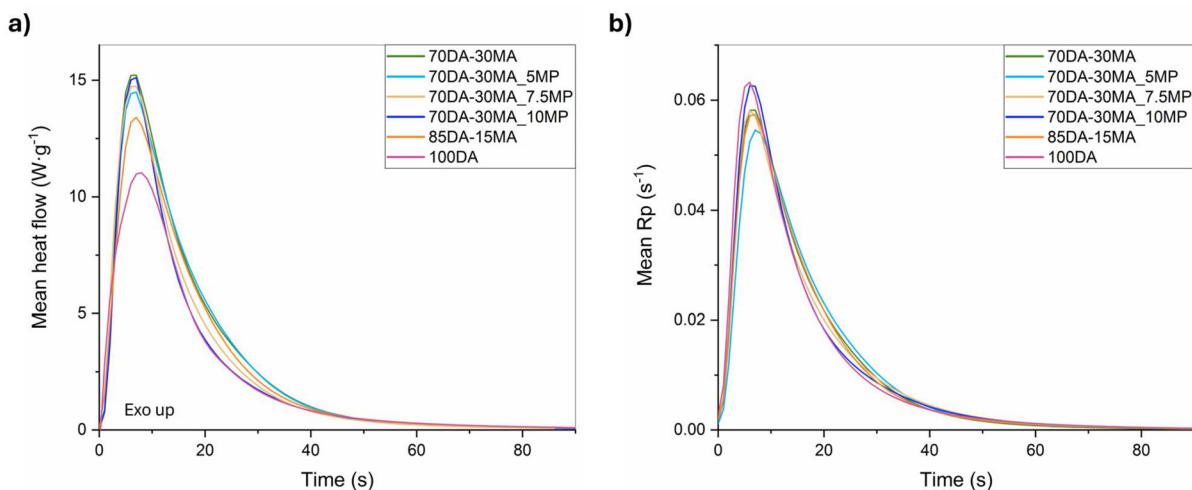 a)
Mean heat flow (W·g⁻¹)
15
10
5
0
70DA-30MA
70DA-30MA_5MP
70DA-30MA_7.5MP
70DA-30MA_10MP
85DA-15MA
100DA
Exo up
0 20 40 60 80
Time (s)
b)
Mean Rp (s⁻¹)
0.06
0.04
0.02
0.00
70DA-30MA
70DA-30MA_5MP
70DA-30MA_7.5MP
70DA-30MA_10MP
85DA-15MA
100DA
0 20 40 60 80
Time (s)